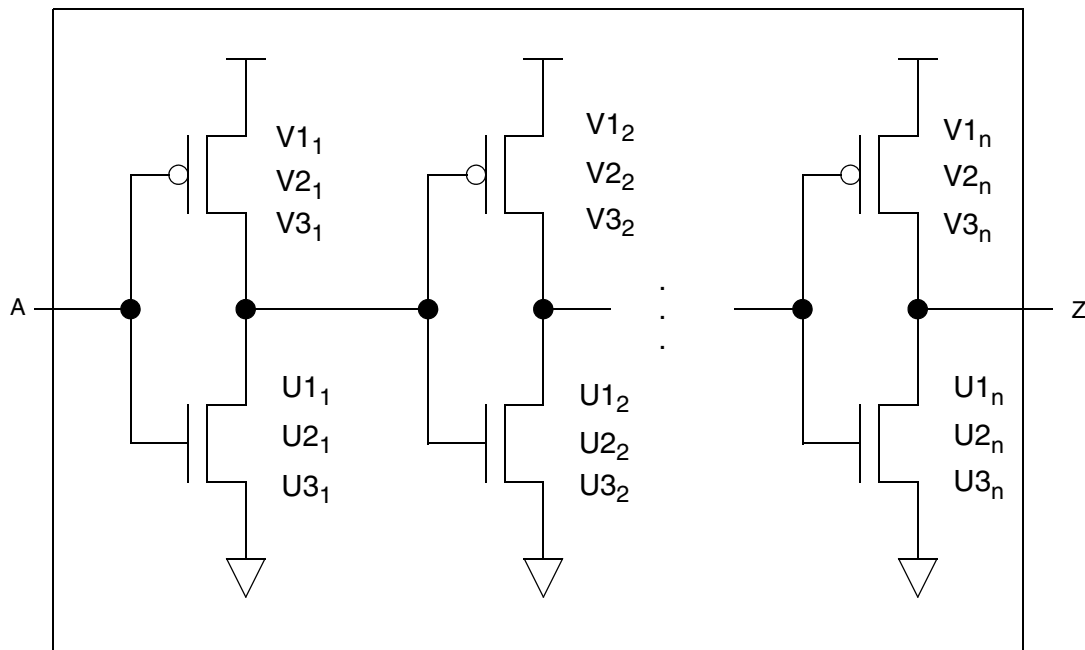 V1₁
V2₁
V3₁
V1₂
V2₂
V3₂
V1ₙ
V2ₙ
V3ₙ
A
.
.
.
Z
U1₁
U2₁
U3₁
U1₂
U2₂
U3₂
U1ₙ
U2ₙ
U3ₙ